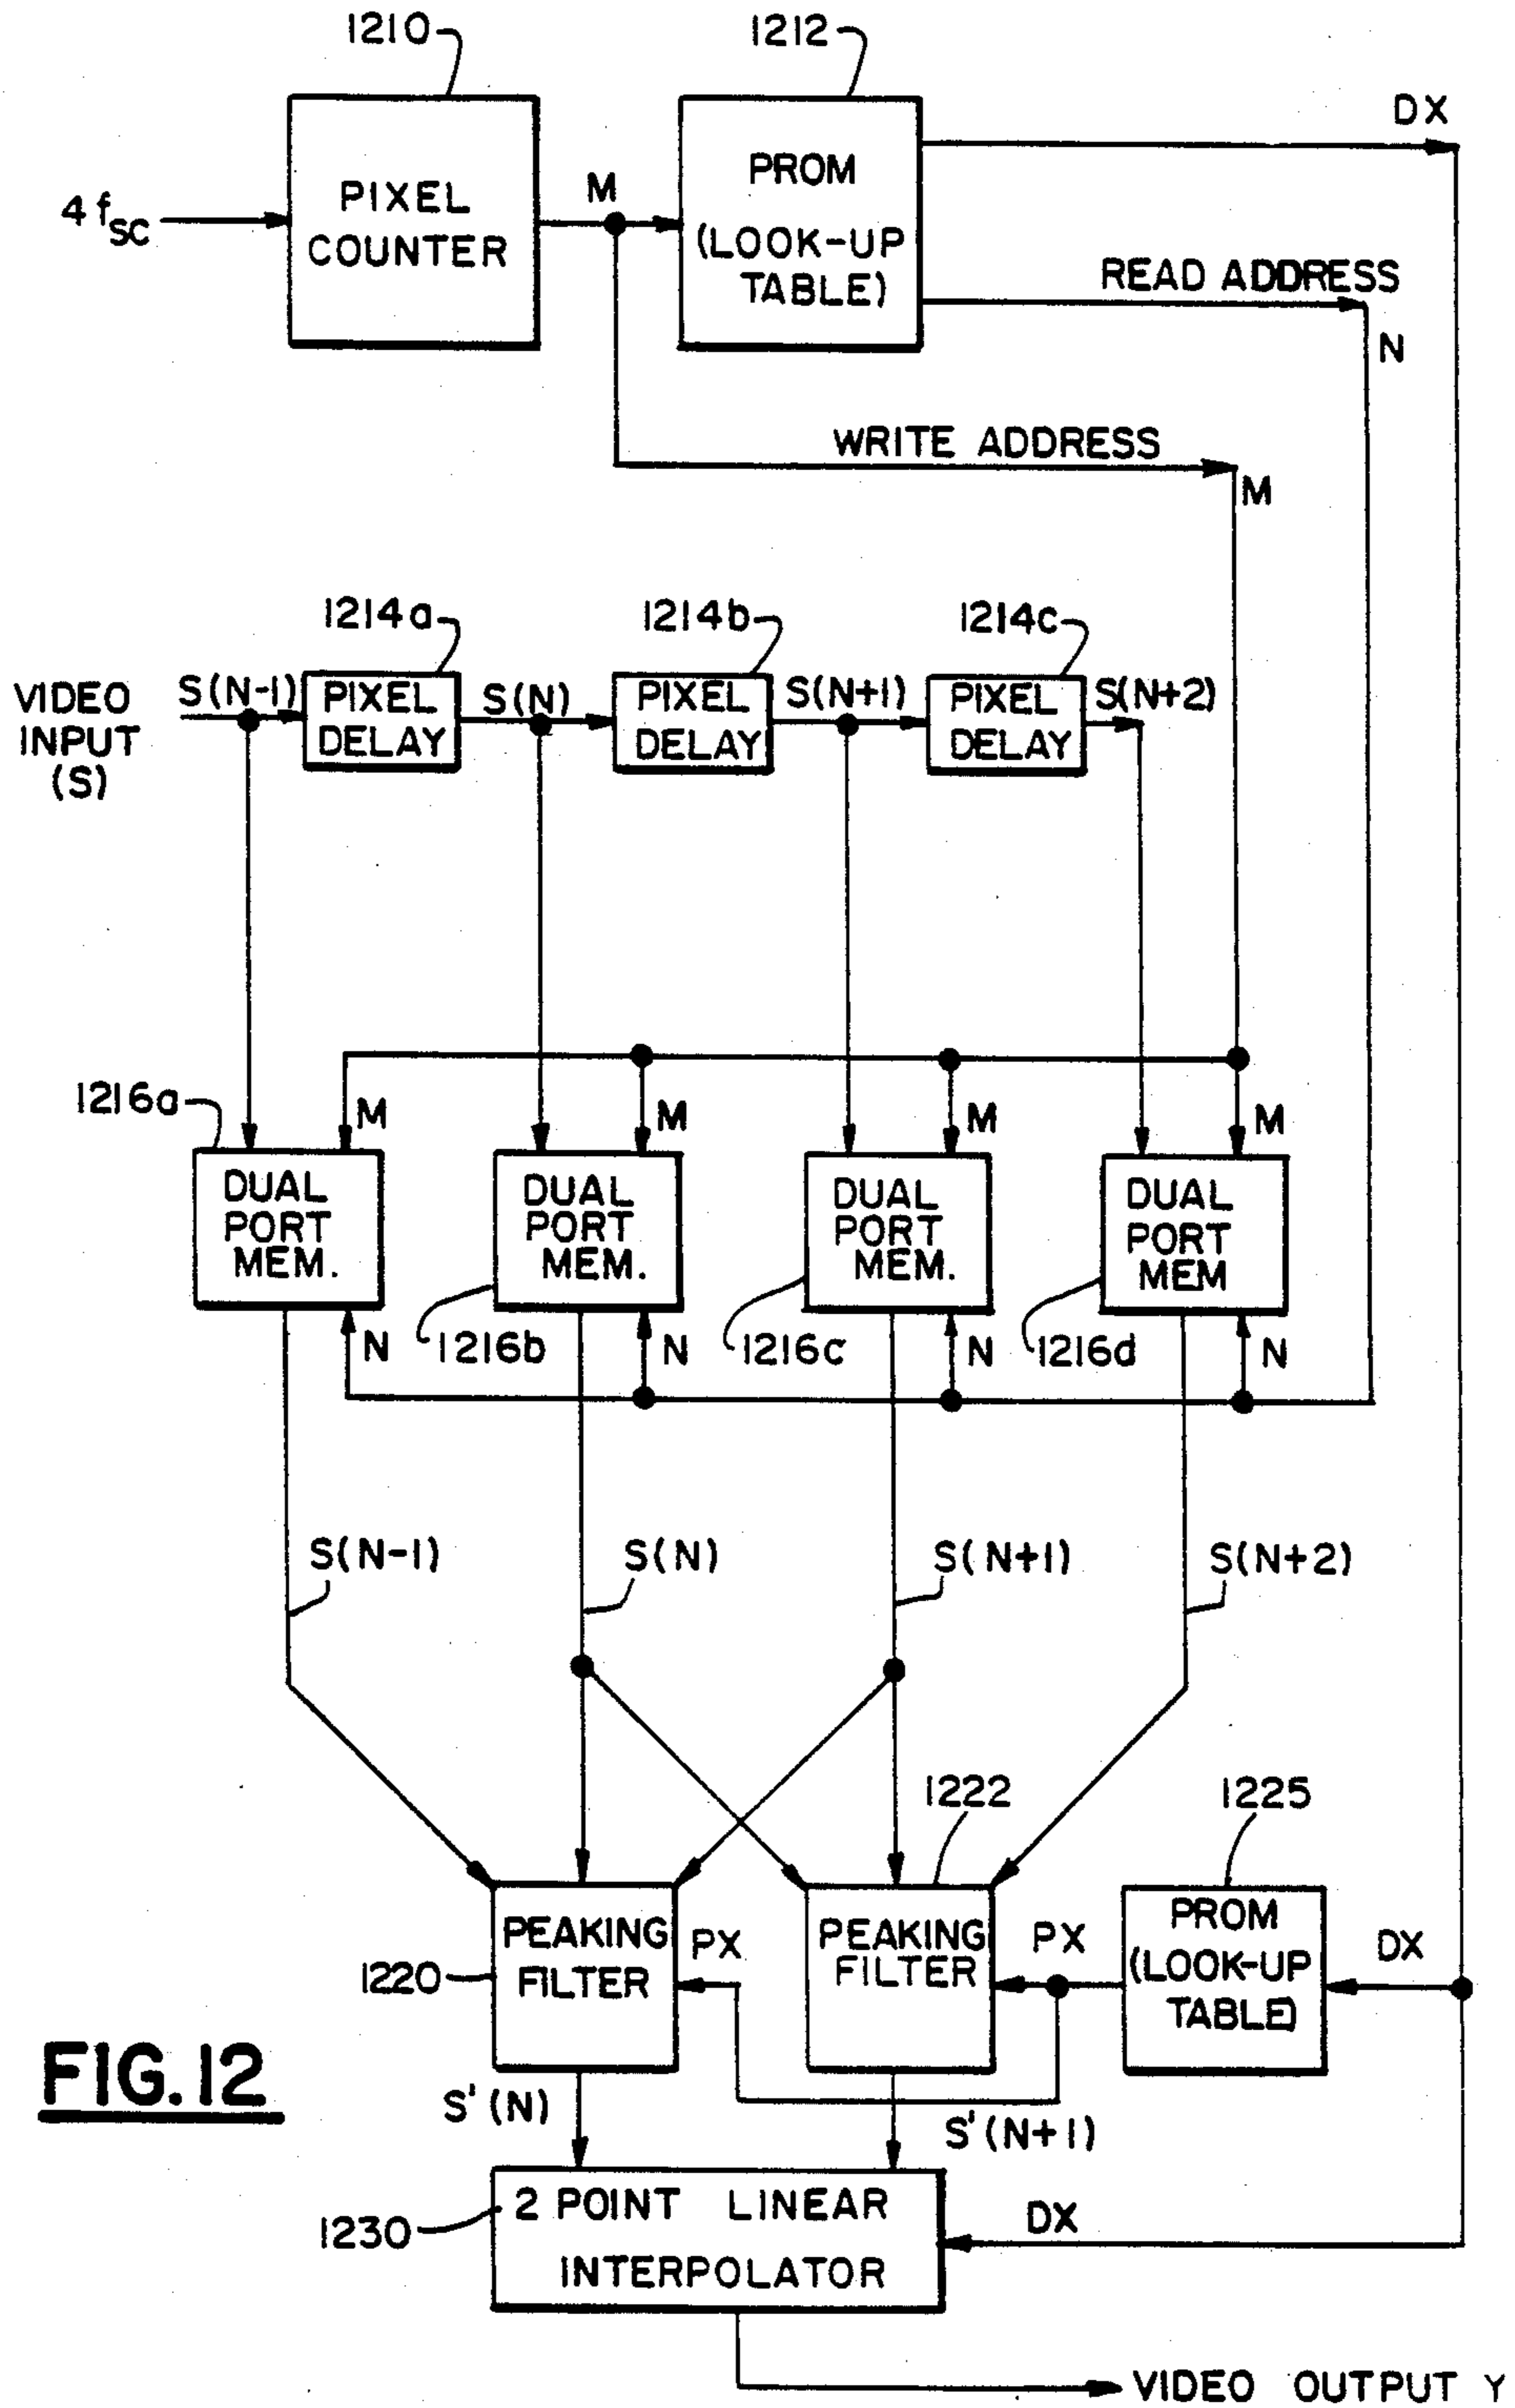 1210
1212
DX
4 fSC
PIXEL
COUNTER
M
PROM
(LOOK-UP
TABLE)
READ ADDRESS
N
WRITE ADDRESS
M
1214a
1214b
1214c
VIDEO
INPUT
(S)
S(N-1)
PIXEL
DELAY
S(N)
PIXEL
DELAY
S(N+1)
PIXEL
DELAY
S(N+2)
1216a
M
M
M
M
DUAL
PORT
MEM.
DUAL
PORT
MEM.
DUAL
PORT
MEM.
DUAL
PORT
MEM
N
1216b
N
1216c
N
1216d
N
S(N-1)
S(N)
S(N+1)
S(N+2)
1222
1225
1220
PEAKING
FILTER
PX
PEAKING
FILTER
PX
PROM
(LOOK-UP
TABLE)
DX
FIG. 12
S'(N)
S'(N+1)
1230
2 POINT LINEAR
INTERPOLATOR
DX
VIDEO OUTPUT Y